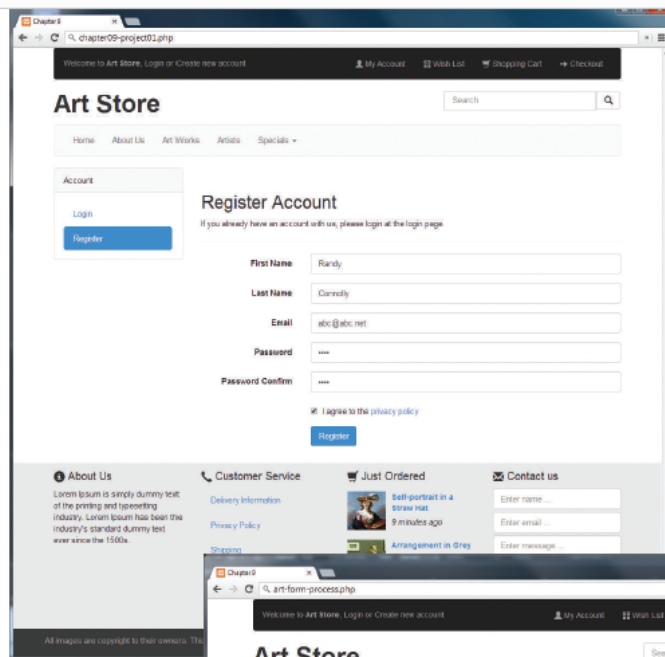 Chapter 9
chapter09-project01.php
Welcome to Art Store, Login or Create new account
My Account Wish List Shopping Cart Checkout
Art Store
Search
Home About Us Art Works Artists Specials
Account
Login
Register
Register Account
If you already have an account with us, please login at the login page.
First Name Randy
Last Name Connolly
Email abc@abc.net
Password ••••
Password Confirm ••••
I agree to the privacy policy
Register
About Us
Lorem Ipsum is simply dummy text
of the printing and typesetting
industry. Lorem Ipsum has been the
industry's standard dummy text
ever since the 1500s.
Customer Service
Delivery Information
Privacy Policy
Shipping
Just Ordered
Self-portrait in a
Straw Hat
9 minutes ago
Arrangement in Grey
Contact us
Enter name ...
Enter email ...
Enter message ...
All images are copyright to their owners.
Chapter 9
art-form-process.php
Welcome to Art Store, Login or Create new account
My Account Wish List
Art Store